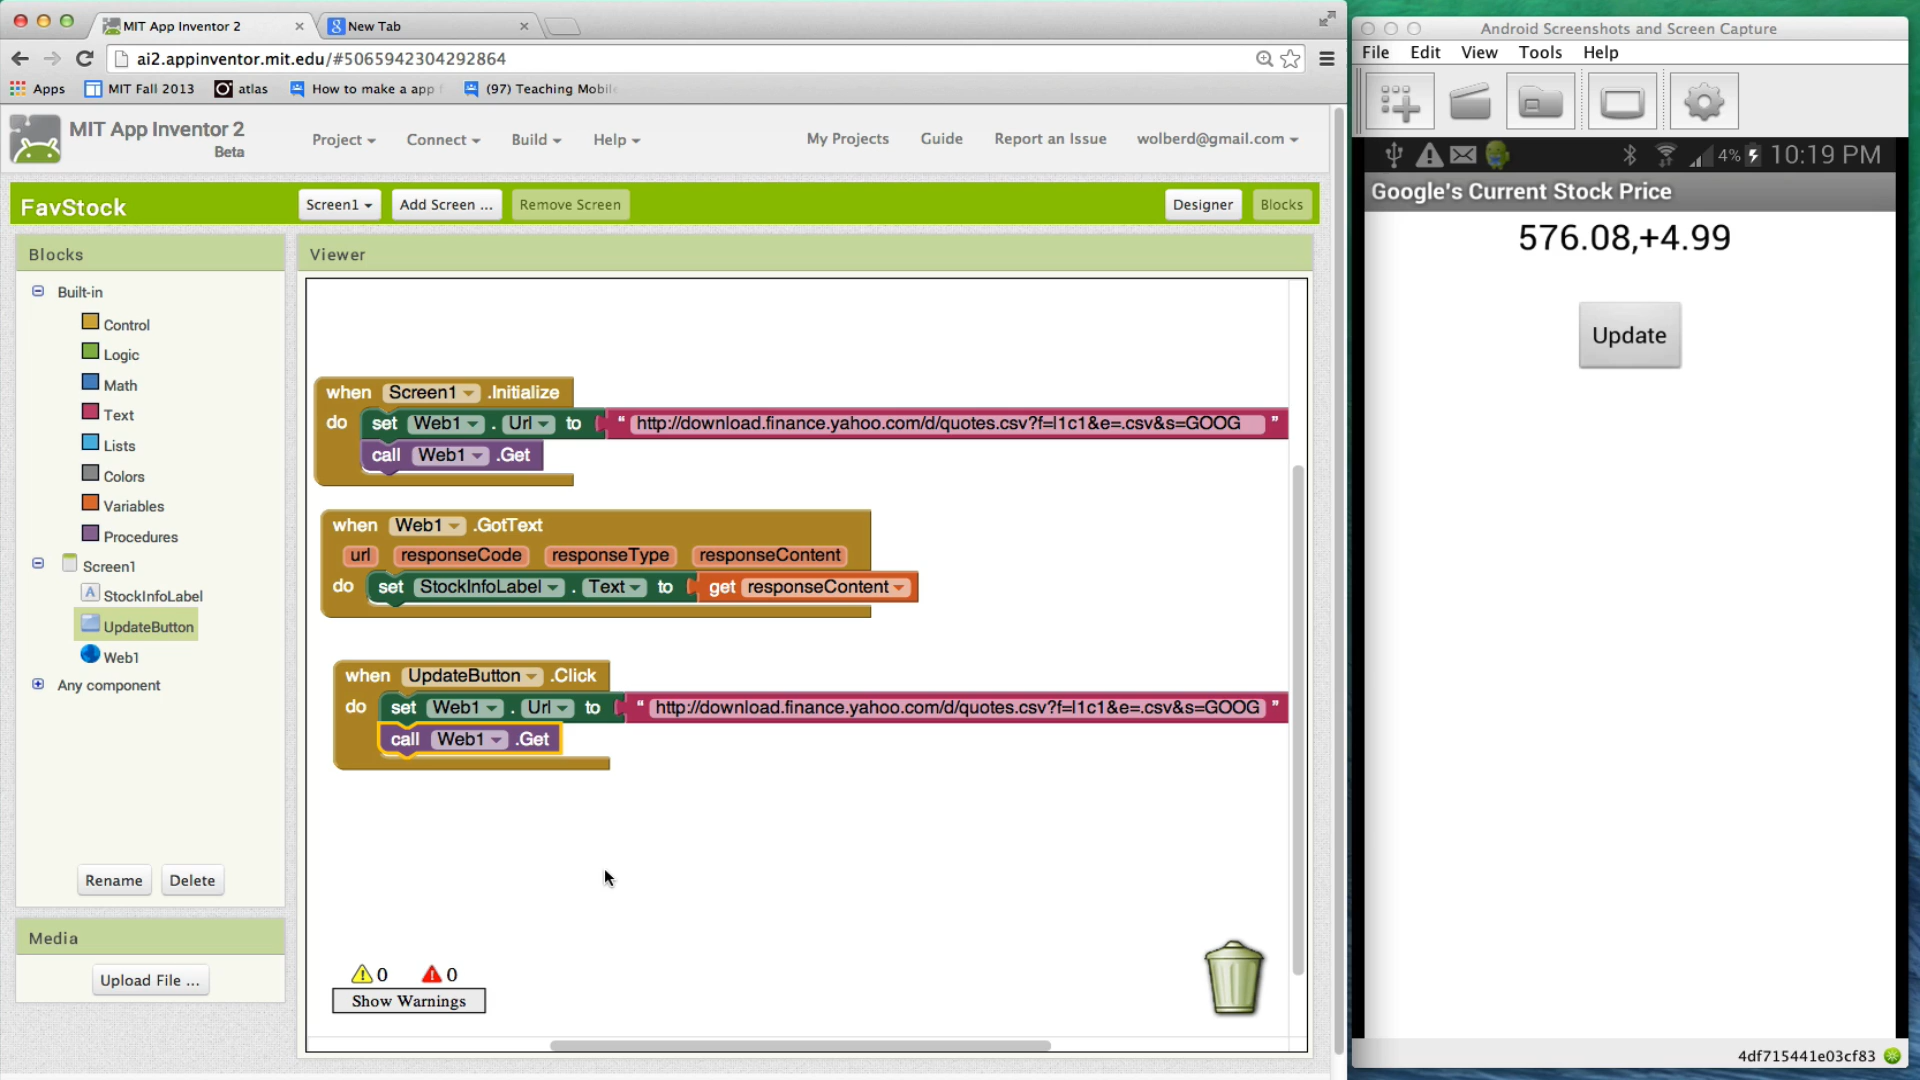 MIT App Inventor 2
New Tab
ai2.appinventor.mit.edu/#5065942304292864
Apps
MIT Fall 2013
atlas
How to make a app
(97) Teaching Mobile
MIT App Inventor 2
Beta
Project
Connect
Build
Help
My Projects
Guide
Report an Issue
wolberd@gmail.com
FavStock
Screen1
Add Screen ...
Remove Screen
Designer
Blocks
Blocks
Built-in
Control
Logic
Math
Text
Lists
Colors
Variables
Procedures
Screen1
A StockInfoLabel
UpdateButton
Web1
Any component
Rename
Delete
Media
Upload File ...
Viewer
when Screen1 .Initialize
do set Web1 . Url to " http://download.finance.yahoo.com/d/quotes.csv?f=l1c1&e=.csv&s=GOOG "
call Web1 .Get
when Web1 .GotText
url responseCode responseType responseContent
do set StockInfoLabel . Text to get responseContent
when UpdateButton .Click
do set Web1 . Url to " http://download.finance.yahoo.com/d/quotes.csv?f=l1c1&e=.csv&s=GOOG "
call Web1 .Get
0 0
Show Warnings
Android Screenshots and Screen Capture
File Edit View Tools Help
4% 10:19 PM
Google's Current Stock Price
576.08,+4.99
Update
4df715441e03cf83